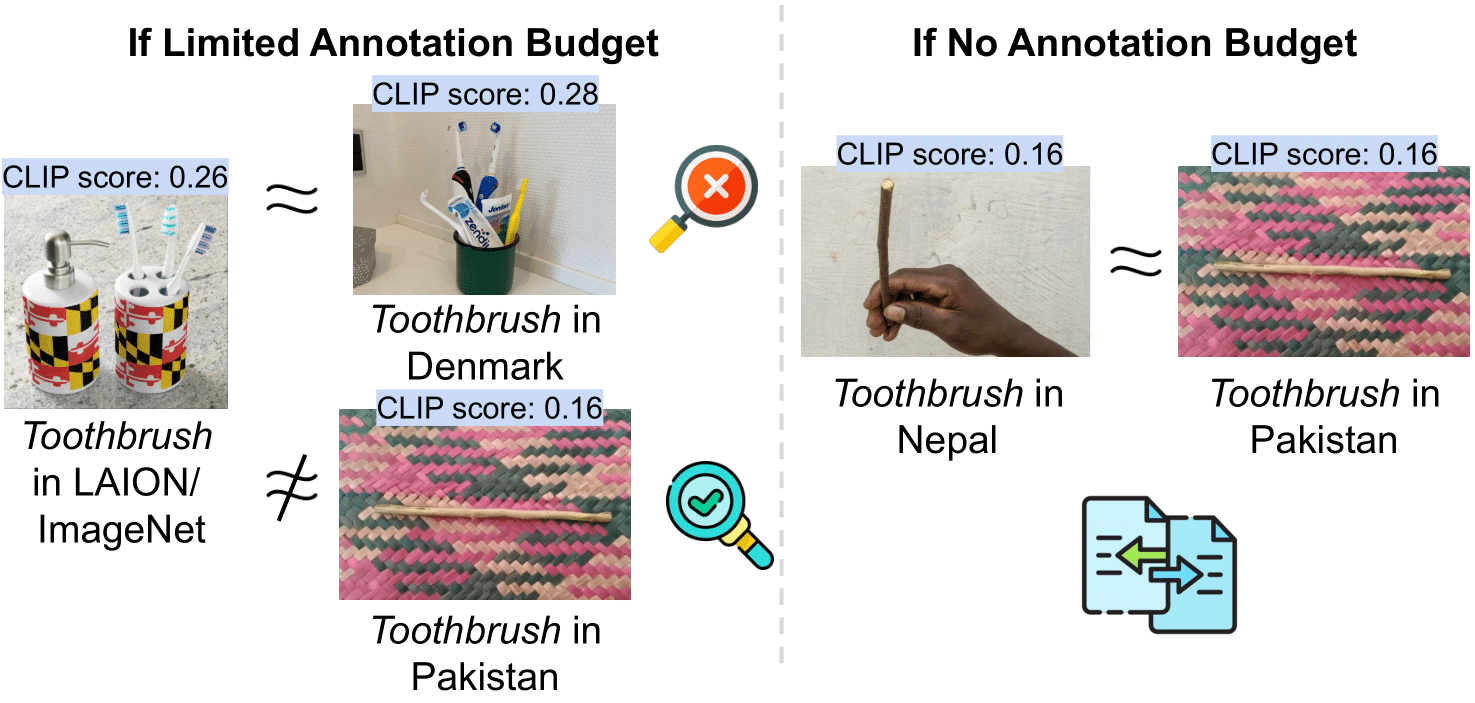 If Limited Annotation Budget
CLIP score: 0.26
Toothbrush
in LAION/
ImageNet
≈
CLIP score: 0.28
zendiu
Jordan
Toothbrush in
Denmark
≉
CLIP score: 0.16
Toothbrush in
Pakistan
If No Annotation Budget
CLIP score: 0.16
Toothbrush in
Nepal
≈
CLIP score: 0.16
Toothbrush in
Pakistan